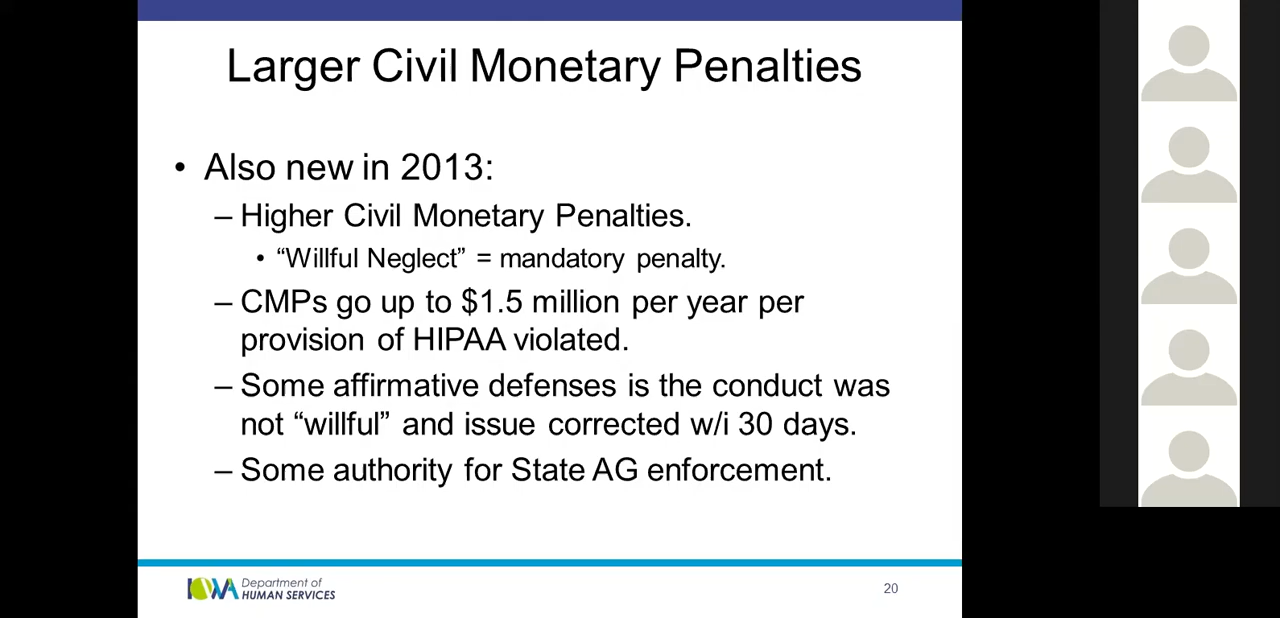 Larger Civil Monetary Penalties
• Also new in 2013:
– Higher Civil Monetary Penalties.
• “Willful Neglect” = mandatory penalty.
– CMPs go up to $1.5 million per year per
provision of HIPAA violated.
– Some affirmative defenses is the conduct was
not “willful” and issue corrected w/i 30 days.
– Some authority for State AG enforcement.
IOWA Department of
HUMAN SERVICES
20